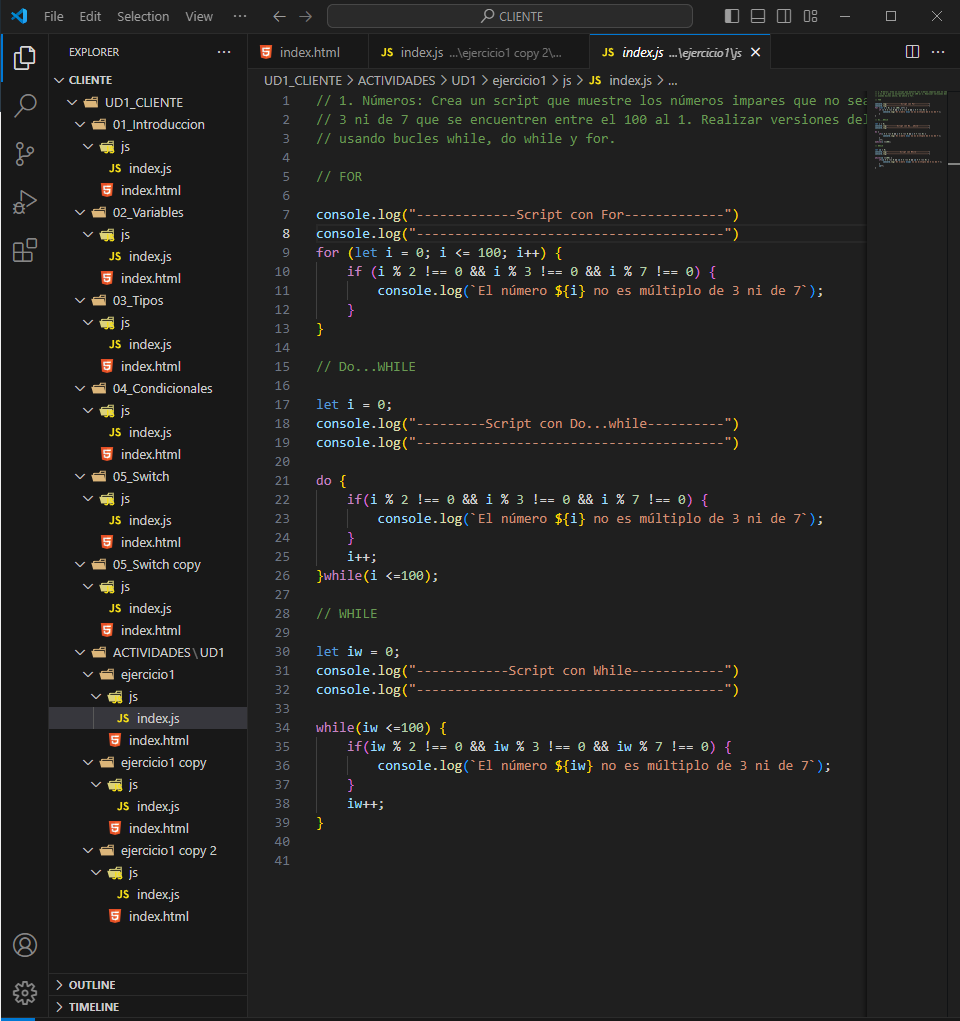 File Edit Selection View ··· CLIENTE
EXPLORER ···
CLIENTE
UD1_CLIENTE
01_Introduccion
js
JS index.js
index.html
02_Variables
js
JS index.js
index.html
03_Tipos
js
JS index.js
index.html
04_Condicionales
js
JS index.js
index.html
05_Switch
js
JS index.js
index.html
05_Switch copy
js
JS index.js
index.html
ACTIVIDADES\UD1
ejercicio1
js
JS index.js
index.html
ejercicio1 copy
js
JS index.js
index.html
ejercicio1 copy 2
js
JS index.js
index.html
OUTLINE
TIMELINE
index.html JS index.js ...\ejercicio1 copy 2\... JS index.js ...\ejercicio1\js
UD1_CLIENTE > ACTIVIDADES > UD1 > ejercicio1 > js > JS index.js > ...
1 // 1. Números: Crea un script que muestre los números impares que no sea
2 // 3 ni de 7 que se encuentren entre el 100 al 1. Realizar versiones del
3 // usando bucles while, do while y for.
4
5 // FOR
6
7 console.log("-------------Script con For-------------")
8 console.log("----------------------------------------")
9 for (let i = 0; i <= 100; i++) {
10 if (i % 2 !== 0 && i % 3 !== 0 && i % 7 !== 0) {
11 console.log(`El número ${i} no es múltiplo de 3 ni de 7`);
12 }
13 }
14
15 // Do...WHILE
16
17 let i = 0;
18 console.log("---------Script con Do...while----------")
19 console.log("----------------------------------------")
20
21 do {
22 if(i % 2 !== 0 && i % 3 !== 0 && i % 7 !== 0) {
23 console.log(`El número ${i} no es múltiplo de 3 ni de 7`);
24 }
25 i++;
26 }while(i <=100);
27
28 // WHILE
29
30 let iw = 0;
31 console.log("------------Script con While------------")
32 console.log("----------------------------------------")
33
34 while(iw <=100) {
35 if(iw % 2 !== 0 && iw % 3 !== 0 && iw % 7 !== 0) {
36 console.log(`El número ${iw} no es múltiplo de 3 ni de 7`);
37 }
38 iw++;
39 }
40
41